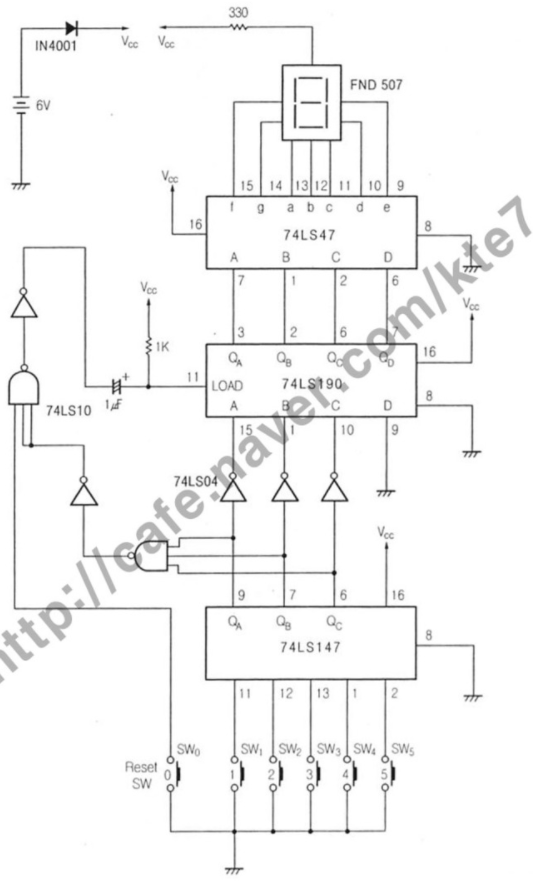 330
IN4001
Vcc
Vcc
FND 507
6V
15 14 13 12 11 10 9
f g a b c d e
Vcc
16
74LS47
8
A B C D
7 1 2 6
Vcc
3 2 6 7
Vcc
1K
QA QB QC QD
16
11
LOAD
74LS190
8
1μF
A B C D
74LS10
15 1 10 9
74LS04
Vcc
9 7 6 16
QA QB QC
8
74LS147
11 12 13 1 2
SW0 SW1 SW2 SW3 SW4 SW5
Reset
SW
0 1 2 3 4 5
http://cafe.naver.com/kte7